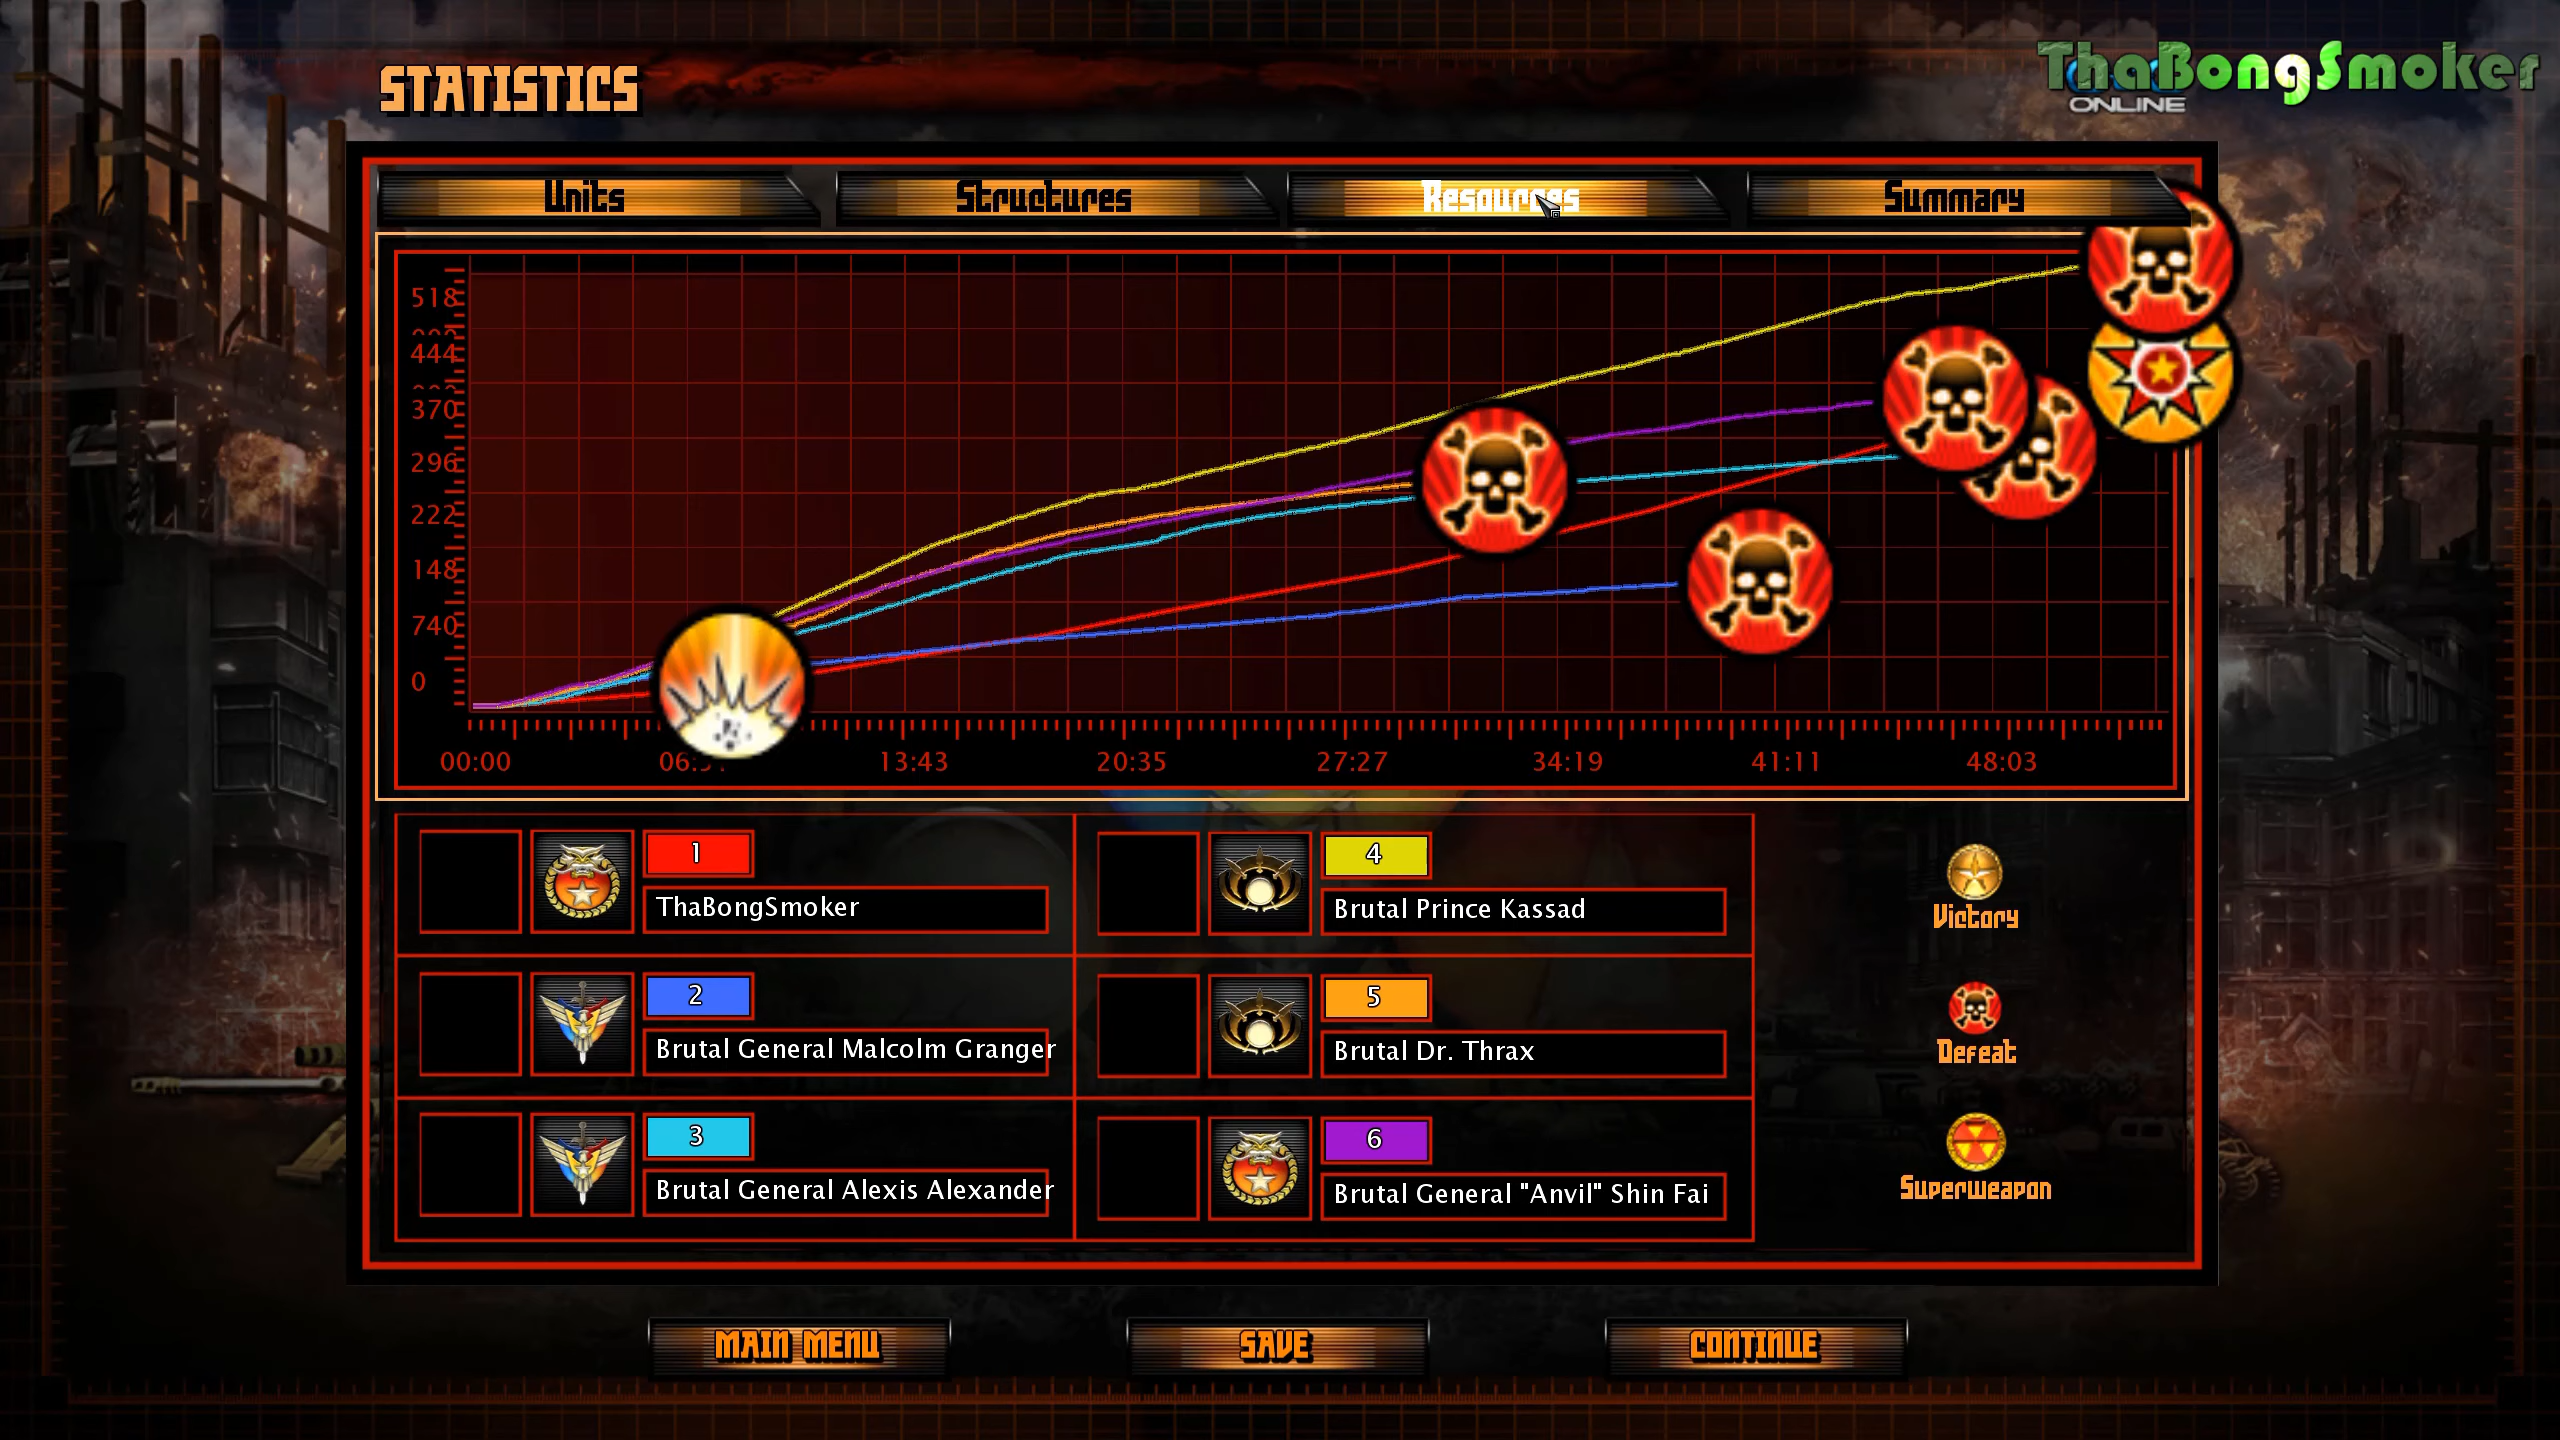 STATISTICS
ThaBongSmoker
ONLINE
Units
Structures
Resources
Summary
518
444
370
296
222
148
740
0
00:00
13:43
20:35
27:27
34:19
41:11
48:03
1
ThaBongSmoker
4
Brutal Prince Kassad
Victory
2
Brutal General Malcolm Granger
5
Brutal Dr. Thrax
Defeat
3
Brutal General Alexis Alexander
6
Brutal General "Anvil" Shin Fai
Superweapon
MAIN MENU
SAVE
CONTINUE